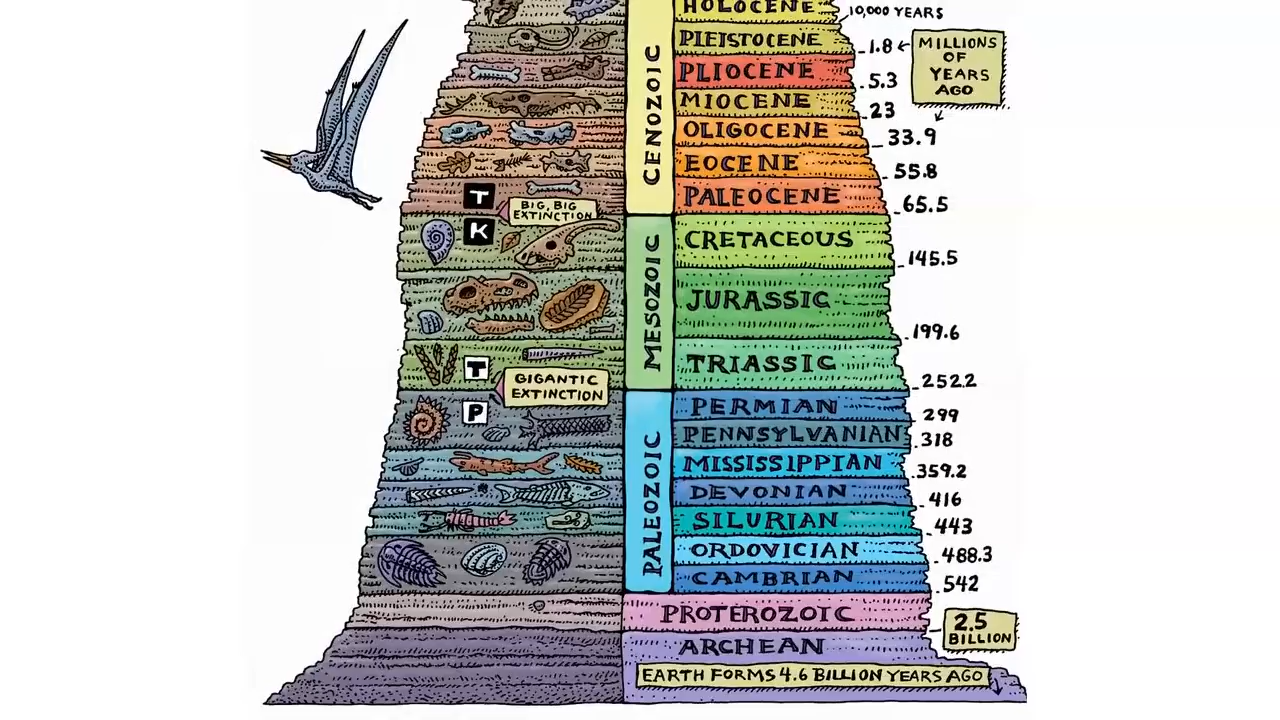 HOLOCENE
10,000 YEARS
PLEISTOCENE
1.8
MILLIONS
OF
YEARS
AGO
PLIOCENE
5.3
MIOCENE
23
OLIGOCENE
33.9
EOCENE
55.8
PALEOCENE
65.5
CENOZOIC
T
BIG, BIG
EXTINCTION
K
CRETACEOUS
145.5
JURASSIC
199.6
TRIASSIC
252.2
MESOZOIC
T
GIGANTIC
EXTINCTION
P
PERMIAN
299
PENNSYLVANIAN
318
MISSISSIPPIAN
359.2
DEVONIAN
416
SILURIAN
443
ORDOVICIAN
488.3
CAMBRIAN
542
PALEOZOIC
PROTEROZOIC
2.5
BILLION
ARCHEAN
EARTH FORMS 4.6 BILLION YEARS AGO